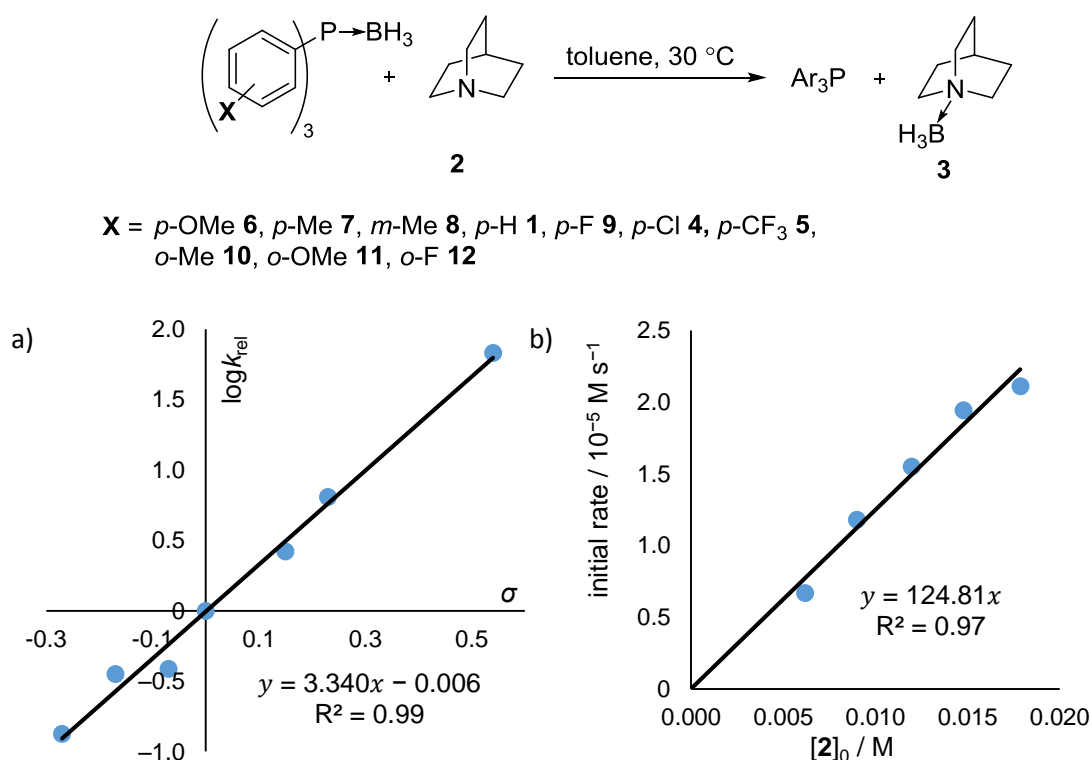 P→BH3
X
3
+
N
2
toluene, 30 °C
Ar3P
+
N
H3B
3
X = p-OMe 6, p-Me 7, m-Me 8, p-H 1, p-F 9, p-Cl 4, p-CF3 5,
o-Me 10, o-OMe 11, o-F 12
a)
logkrel
2.0
1.5
1.0
0.5
0
−0.5
−1.0
-0.3
-0.1
0.1
0.3
0.5
σ
y = 3.340x − 0.006
R² = 0.99
b)
initial rate / 10⁻⁵ M s⁻¹
2.5
2.0
1.5
1.0
0.5
0
0.000
0.005
0.010
0.015
0.020
y = 124.81x
R² = 0.97
[2]0 / M